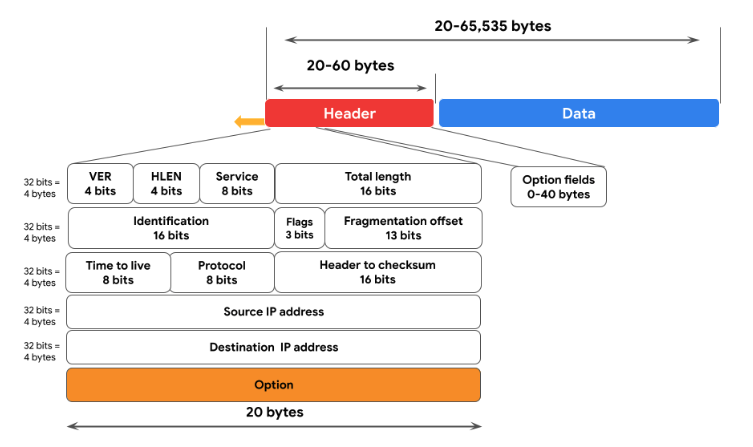 20-65,535 bytes
20-60 bytes
Header
Data
32 bits =
4 bytes
VER
4 bits
HLEN
4 bits
Service
8 bits
Total length
16 bits
Option fields
0-40 bytes
32 bits =
4 bytes
Identification
16 bits
Flags
3 bits
Fragmentation offset
13 bits
32 bits =
4 bytes
Time to live
8 bits
Protocol
8 bits
Header to checksum
16 bits
32 bits =
4 bytes
Source IP address
32 bits =
4 bytes
Destination IP address
Option
20 bytes